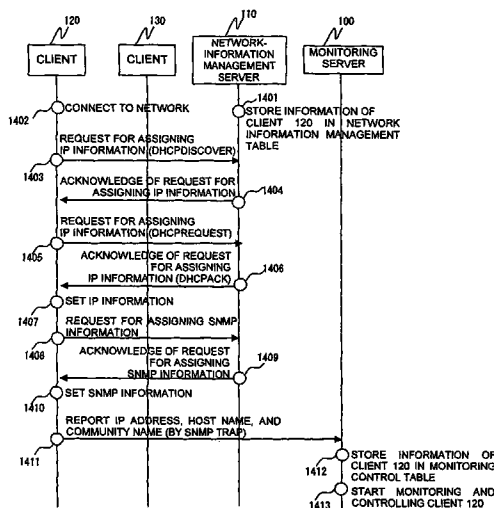 120
130
110
100
CLIENT
CLIENT
NETWORK-
INFORMATION
MANAGEMENT
SERVER
MONITORING
SERVER
1402
CONNECT TO NETWORK
1401
STORE INFORMATION OF
CLIENT 120 IN NETWORK
INFORMATION MANAGEMENT
TABLE
REQUEST FOR ASSIGNING
IP INFORMATION (DHCPDISCOVER)
1403
ACKNOWLEDGE OF REQUEST FOR
ASSIGNING IP INFORMATION
1404
REQUEST FOR ASSIGNING
IP INFORMATION (DHCPREQUEST)
1405
ACKNOWLEDGE OF REQUEST
FOR ASSIGNING
IP INFORMATION (DHCPACK)
1406
1407
SET IP INFORMATION
REQUEST FOR ASSIGNING SNMP
INFORMATION
1408
ACKNOWLEDGE OF REQUEST
FOR ASSIGNING
SNMP INFORMATION
1409
1410
SET SNMP INFORMATION
REPORT IP ADDRESS, HOST NAME, AND
COMMUNITY NAME (BY SNMP TRAP)
1411
1412
STORE INFORMATION OF
CLIENT 120 IN MONITORING
CONTROL TABLE
1413
START MONITORING AND
CONTROLLING CLIENT 120